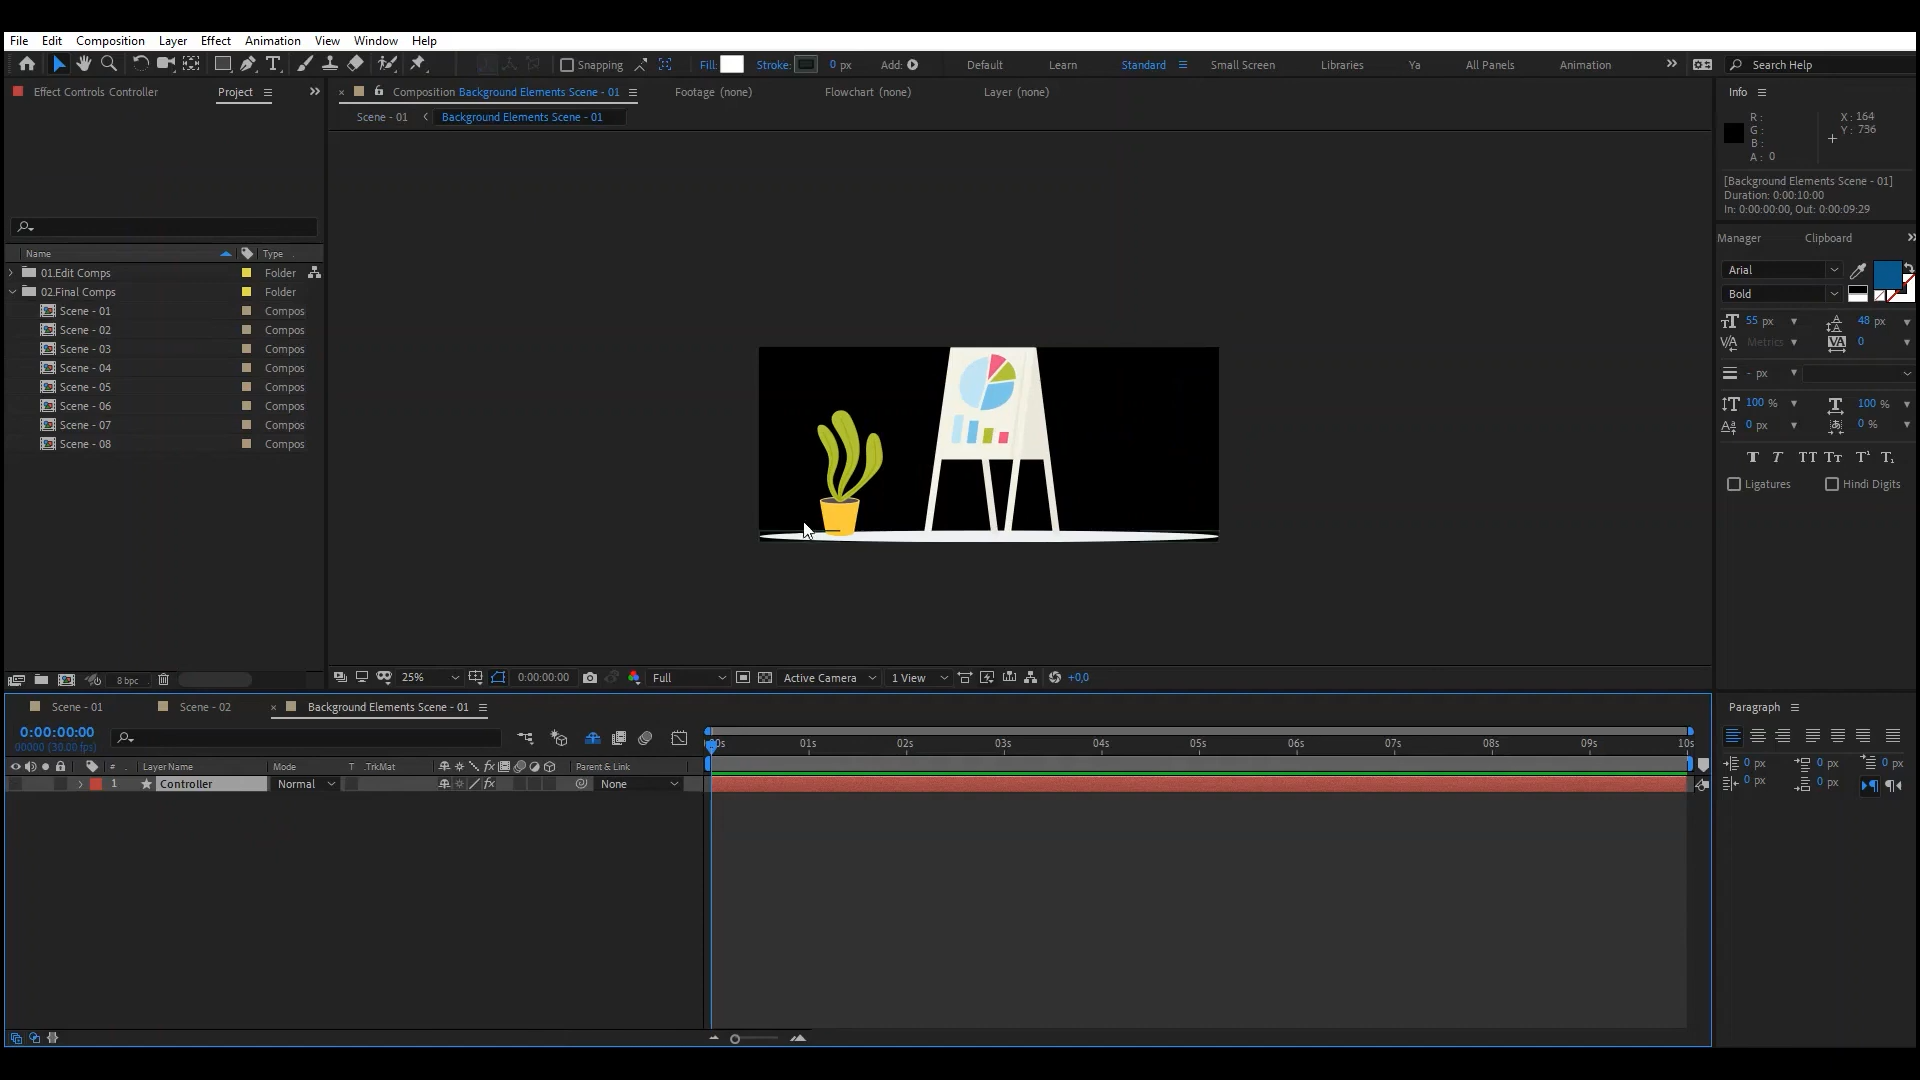 File Edit Composition Layer Effect Animation View Window Help
Snapping Fill: Stroke: 0 px Add: Default Learn Standard Small Screen Libraries Ya All Panels Animation Search Help
Effect Controls Controller Project
Composition Background Elements Scene - 01 Footage (none) Flowchart (none) Layer (none)
Scene - 01 Background Elements Scene - 01
Info
R: X: 164
G: Y: 736
B:
A: 0
[Background Elements Scene - 01]
Duration: 0:00:10:00
In: 0:00:00:00, Out: 0:00:09:29
Manager Clipboard
Arial
Bold
55 px 48 px
Metrics 0
- px
100 % 100 %
0 px 0 %
Ligatures Hindi Digits
Name Type
01.Edit Comps Folder
02.Final Comps Folder
Scene - 01 Compos
Scene - 02 Compos
Scene - 03 Compos
Scene - 04 Compos
Scene - 05 Compos
Scene - 06 Compos
Scene - 07 Compos
Scene - 08 Compos
8 bpc
25% 0:00:00:00 Full Active Camera 1 View +0,0
Scene - 01 Scene - 02 Background Elements Scene - 01
0:00:00:00
00000 (30.00 fps)
00s 01s 02s 03s 04s 05s 06s 07s 08s 09s 10s
# Layer Name Mode T .TrkMat Parent & Link
1 Controller Normal None
Paragraph
0 px 0 px 0 px
0 px 0 px